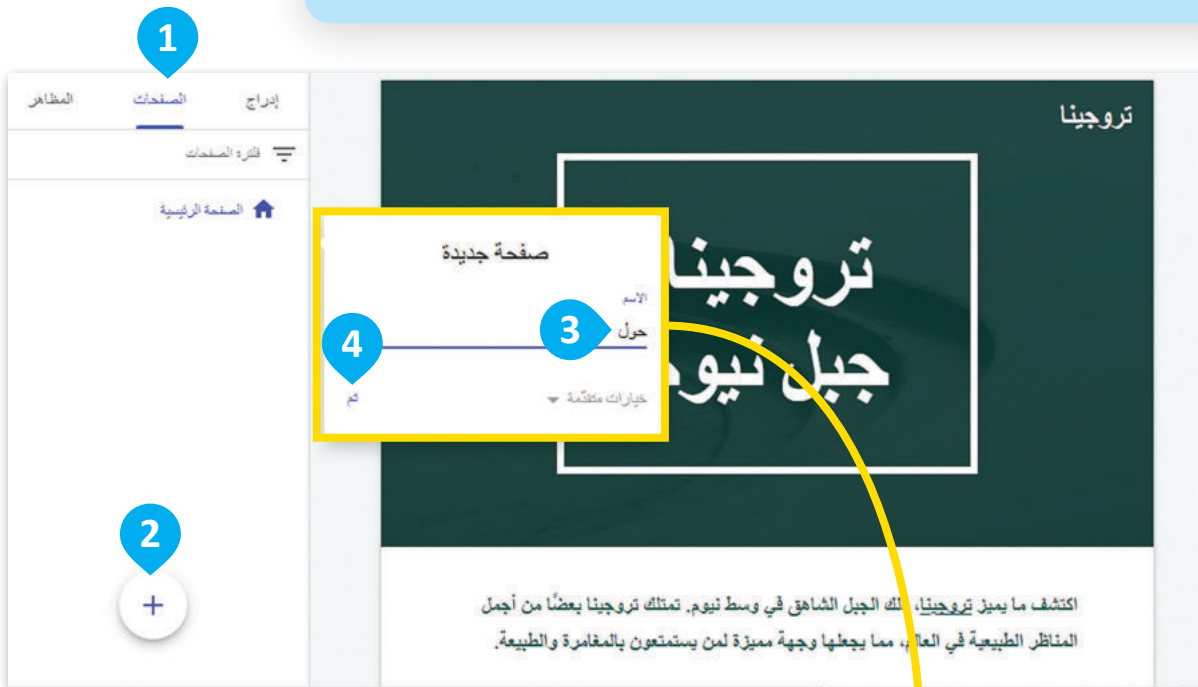 1
إدراج
الصفحات
المظاهر
فلترة الصفحات
الصفحة الرئيسية
2
+
صفحة جديدة
الاسم
3
حول
4
خيارات متقدّمة
تم
تروجينا
تروجينا
جبل نيوم
اكتشف ما يميز تروجينا، ذلك الجبل الشاهق في وسط نيوم. تمتلك تروجينا بعضًا من أجمل
المناظر الطبيعية في العالم، مما يجعلها وجهة مميزة لمن يستمتعون بالمغامرة والطبيعة.